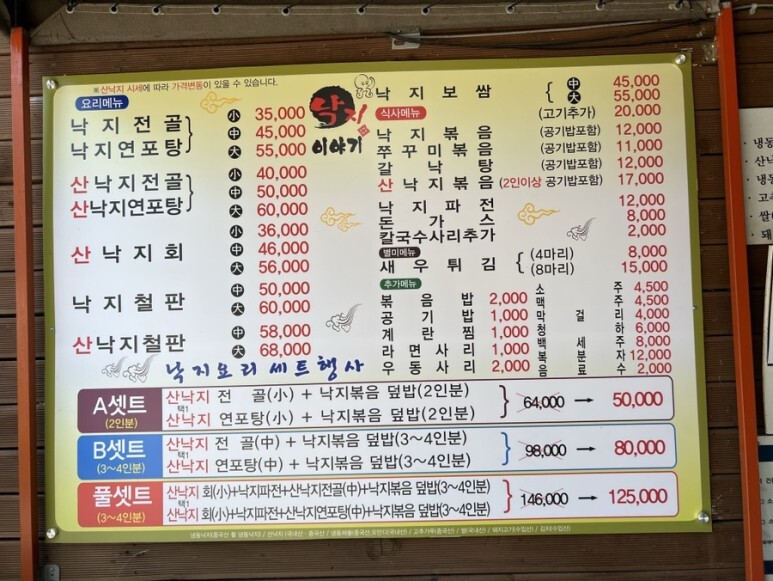 ※ 산낙지 시세에 따라 가격변동이 있을 수 있습니다.
요리메뉴
낙지전골
낙지연포탕
小 35,000
中 45,000
大 55,000
산낙지전골
산낙지연포탕
小 40,000
中 50,000
大 60,000
산낙지회
小 36,000
中 46,000
大 56,000
낙지철판
中 50,000
大 60,000
산낙지철판
中 58,000
大 68,000
낙지
이야기
낙지보쌈
中 45,000
大 55,000
(고기추가) 20,000
식사메뉴
낙지볶음 (공기밥포함) 12,000
쭈꾸미볶음 (공기밥포함) 11,000
갈낙탕 (공기밥포함) 12,000
산낙지볶음 (2인이상 공기밥포함) 17,000
낙지파전 12,000
돈가스 8,000
칼국수사리추가 2,000
별미메뉴
새우튀김 (4마리) 8,000
(8마리) 15,000
추가메뉴
볶음밥 2,000
공기밥 1,000
계란찜 1,000
라면사리 1,000
우동사리 2,000
소주 4,500
맥주 4,500
막걸리 4,000
청하 6,000
백세주 8,000
복분자 12,000
음료수 2,000
낙지요리 세트행사
A셋트
(2인분)
산낙지 전골(小) + 낙지볶음 덮밥(2인분)
택1
산낙지 연포탕(小) + 낙지볶음 덮밥(2인분)
64,000 → 50,000
B셋트
(3~4인분)
산낙지 전골(中) + 낙지볶음 덮밥(3~4인분)
택1
산낙지 연포탕(中) + 낙지볶음 덮밥(3~4인분)
98,000 → 80,000
풀셋트
(3~4인분)
산낙지 회(小)+낙지파전+산낙지전골(中)+낙지볶음 덮밥(3~4인분)
택1
산낙지 회(小)+낙지파전+산낙지연포탕(中)+낙지볶음 덮밥(3~4인분)
146,000 → 125,000